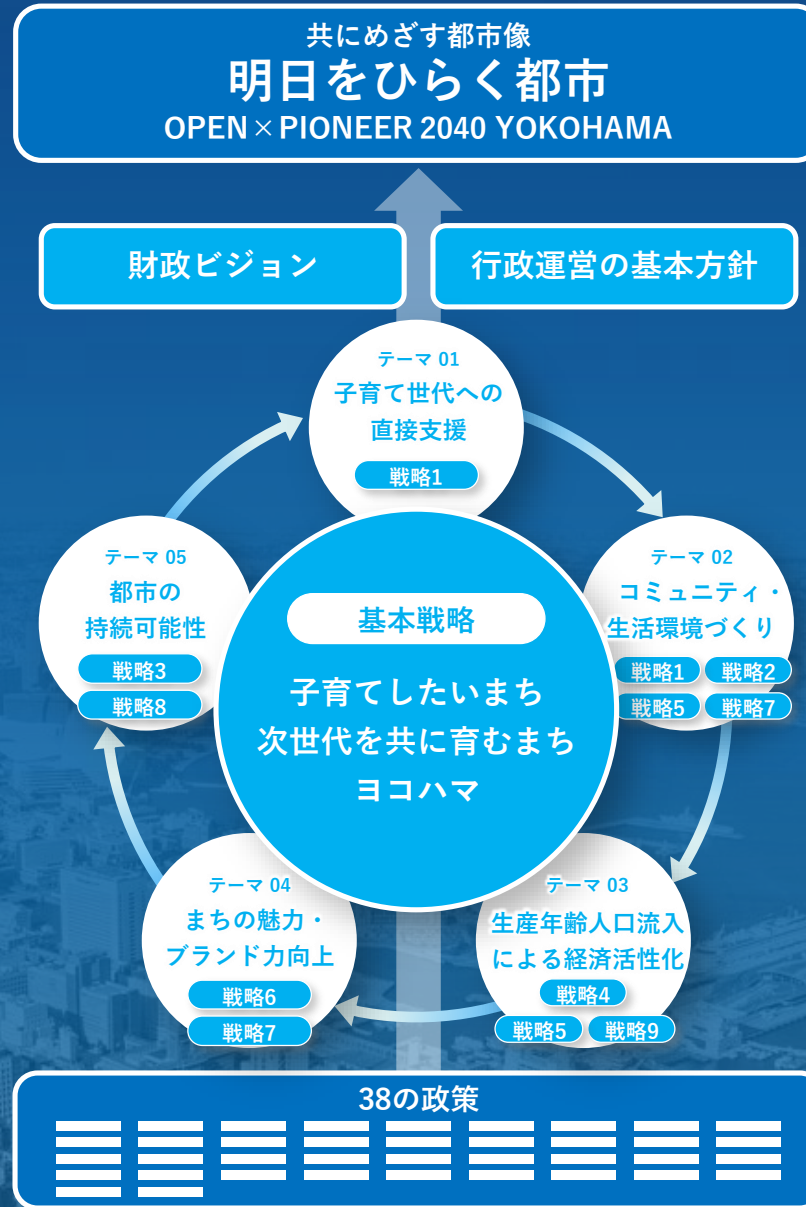 共にめざす都市像
明日をひらく都市
OPEN×PIONEER 2040 YOKOHAMA
財政ビジョン
行政運営の基本方針
テーマ 01
子育て世代への
直接支援
戦略1
テーマ 02
コミュニティ・
生活環境づくり
戦略1 戦略2
戦略5 戦略7
テーマ 03
生産年齢人口流入
による経済活性化
戦略4
戦略5 戦略9
テーマ 04
まちの魅力・
ブランド力向上
戦略6
戦略7
テーマ 05
都市の
持続可能性
戦略3
戦略8
基本戦略
子育てしたいまち
次世代を共に育むまち
ヨコハマ
38の政策